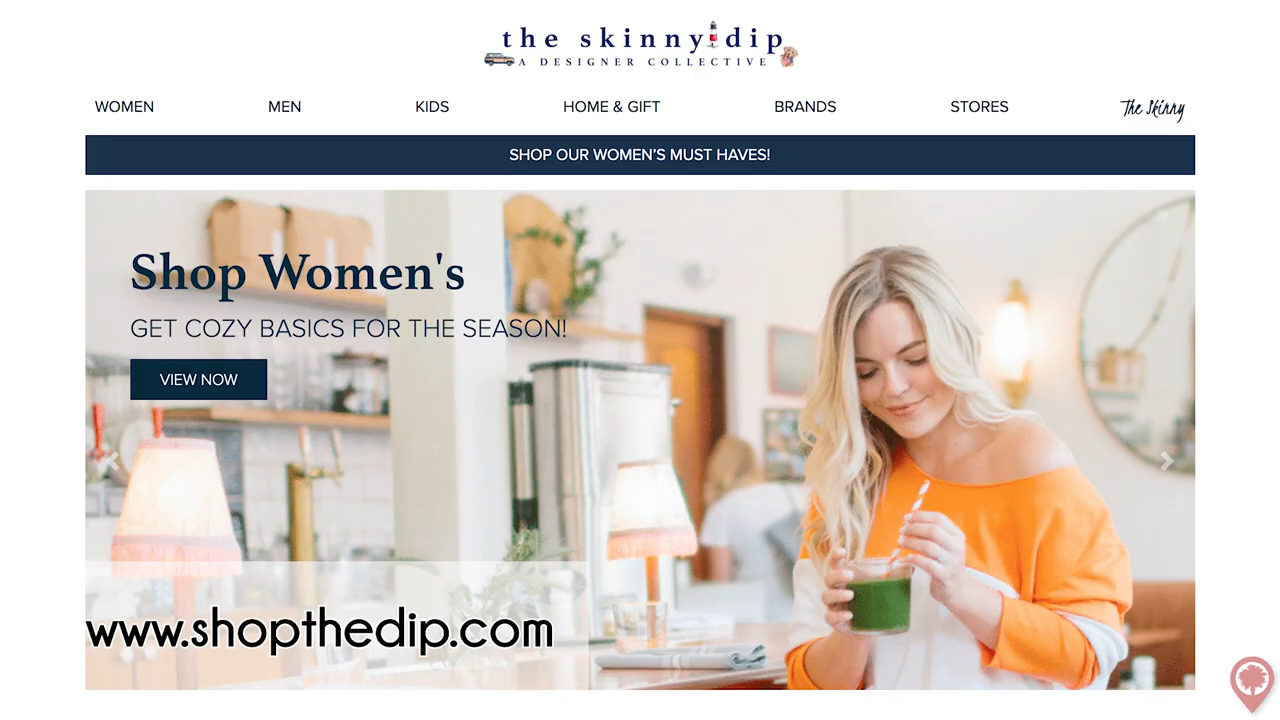 the skinny dip
A DESIGNER COLLECTIVE
WOMEN MEN KIDS HOME & GIFT BRANDS STORES The Skinny
SHOP OUR WOMEN'S MUST HAVES!
Shop Women's
GET COZY BASICS FOR THE SEASON!
VIEW NOW
www.shopthedip.com